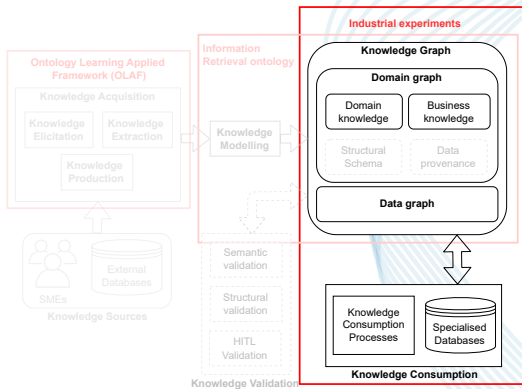 Industrial experiments
Information
Retrieval ontology
Ontology Learning Applied
Framework (OLAF)
Knowledge Acquisition
Knowledge
Elicitation
Knowledge
Extraction
Knowledge
Production
Knowledge
Modelling
Knowledge Graph
Domain graph
Domain
knowledge
Business
knowledge
Structural
Schema
Data
provenance
Data graph
SMEs
External
Databases
Knowledge Sources
Semantic
validation
Structural
validation
HITL
Validation
Knowledge Validation
Knowledge
Consumption
Processes
Specialised
Databases
Knowledge Consumption